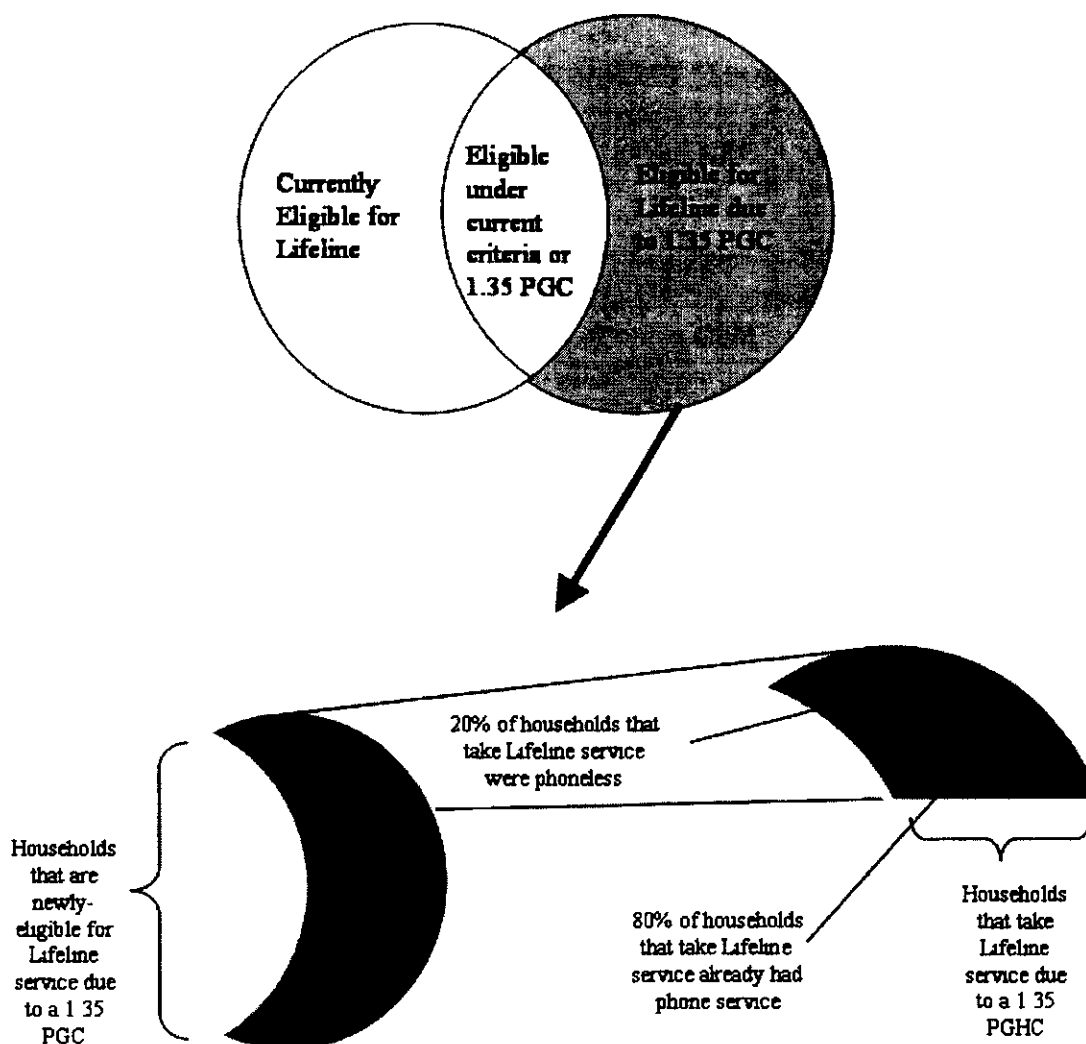 Currently
Eligible for
Lifeline
Eligible
under
current
criteria or
1.35 PGC
Eligible for
Lifeline due
to 1.35 PGC
20% of households that
take Lifeline service
were phoneless
Households
that are
newly-
eligible for
Lifeline
service due
to a 1 35
PGC
80% of households
that take Lifeline
service already had
phone service
Households
that take
Lifeline
service due
to a 1 35
PGHC